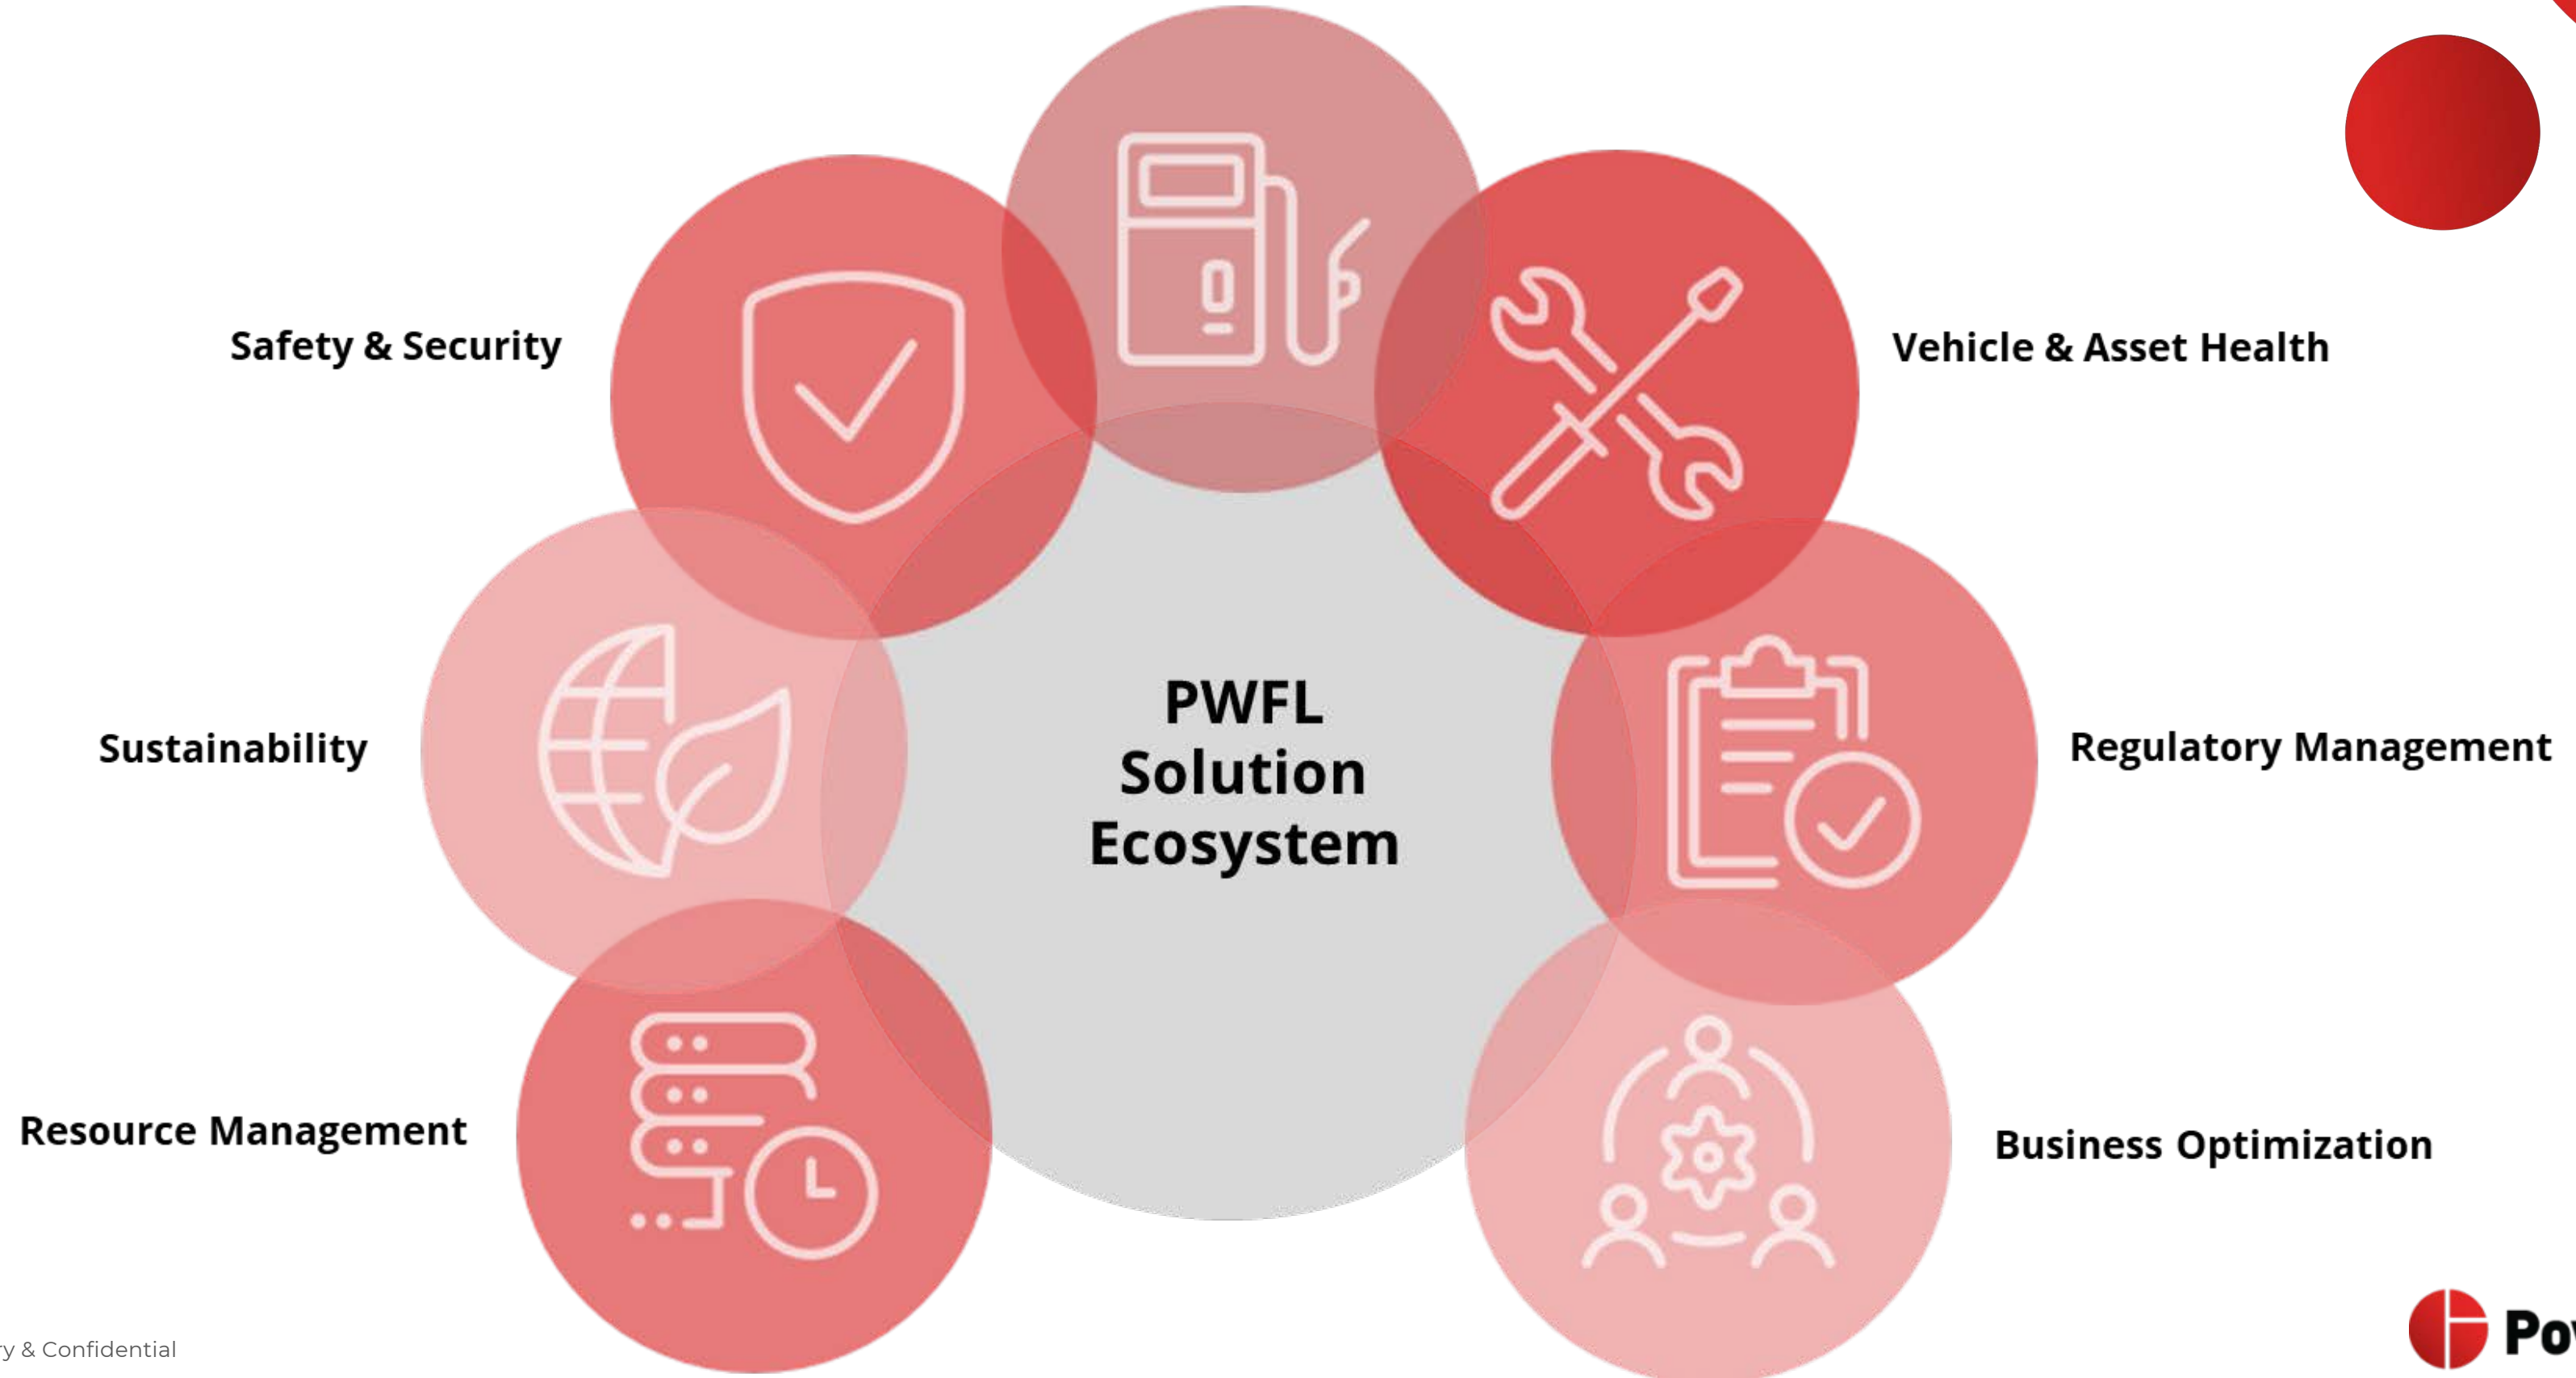 Safety & Security
Vehicle & Asset Health
PWFL
Solution
Ecosystem
Sustainability
Regulatory Management
Resource Management
Business Optimization
& Confidential